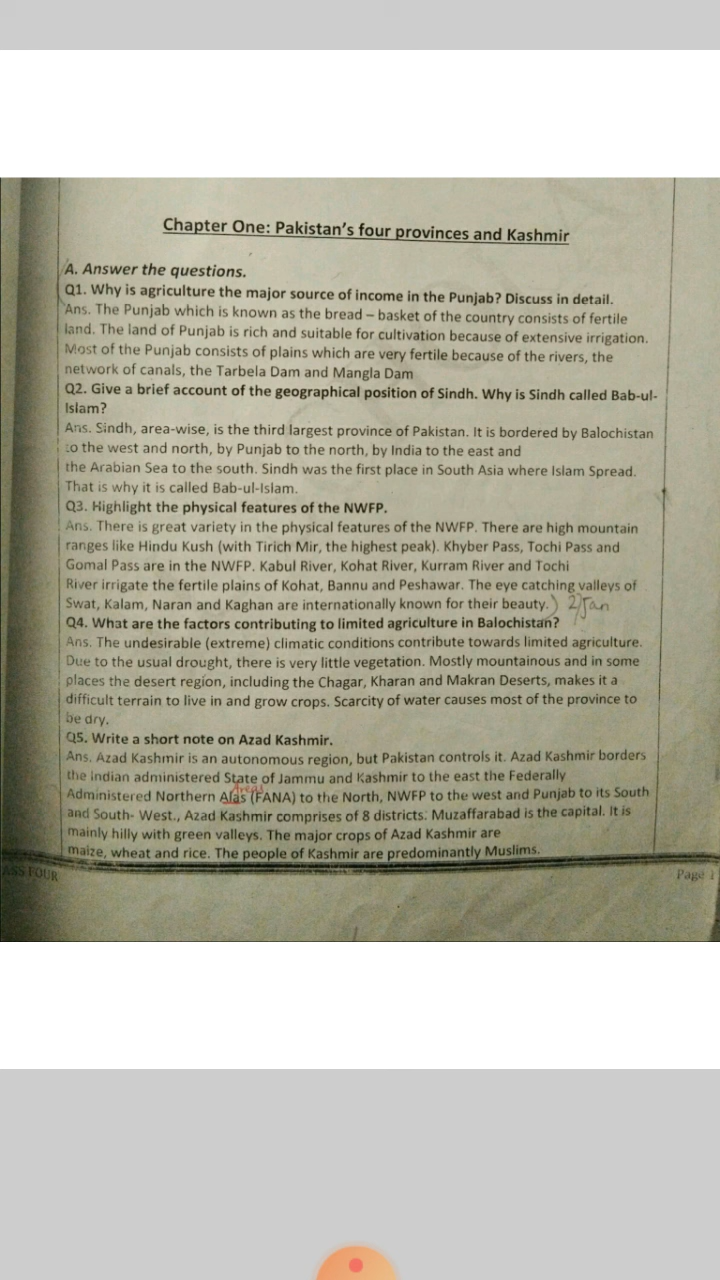 Chapter One: Pakistan's four provinces and Kashmir
A. Answer the questions.
Q1. Why is agriculture the major source of income in the Punjab? Discuss in detail.
Ans. The Punjab which is known as the bread – basket of the country consists of fertile
land. The land of Punjab is rich and suitable for cultivation because of extensive irrigation.
Most of the Punjab consists of plains which are very fertile because of the rivers, the
network of canals, the Tarbela Dam and Mangla Dam
Q2. Give a brief account of the geographical position of Sindh. Why is Sindh called Bab-ul-
Islam?
Ans. Sindh, area-wise, is the third largest province of Pakistan. It is bordered by Balochistan
to the west and north, by Punjab to the north, by India to the east and
the Arabian Sea to the south. Sindh was the first place in South Asia where Islam Spread.
That is why it is called Bab-ul-Islam.
Q3. Highlight the physical features of the NWFP.
Ans. There is great variety in the physical features of the NWFP. There are high mountain
ranges like Hindu Kush (with Tirich Mir, the highest peak). Khyber Pass, Tochi Pass and
Gomal Pass are in the NWFP. Kabul River, Kohat River, Kurram River and Tochi
River irrigate the fertile plains of Kohat, Bannu and Peshawar. The eye catching valleys of
Swat, Kalam, Naran and Kaghan are internationally known for their beauty.) 2/Jan
Q4. What are the factors contributing to limited agriculture in Balochistan?
Ans. The undesirable (extreme) climatic conditions contribute towards limited agriculture.
Due to the usual drought, there is very little vegetation. Mostly mountainous and in some
places the desert region, including the Chagar, Kharan and Makran Deserts, makes it a
difficult terrain to live in and grow crops. Scarcity of water causes most of the province to
be dry.
Q5. Write a short note on Azad Kashmir.
Ans. Azad Kashmir is an autonomous region, but Pakistan controls it. Azad Kashmir borders
the Indian administered State of Jammu and Kashmir to the east the Federally
Areas
Administered Northern Alas (FANA) to the North, NWFP to the west and Punjab to its South
and South- West., Azad Kashmir comprises of 8 districts. Muzaffarabad is the capital. It is
mainly hilly with green valleys. The major crops of Azad Kashmir are
maize, wheat and rice. The people of Kashmir are predominantly Muslims.
ASS FOUR
Page 1